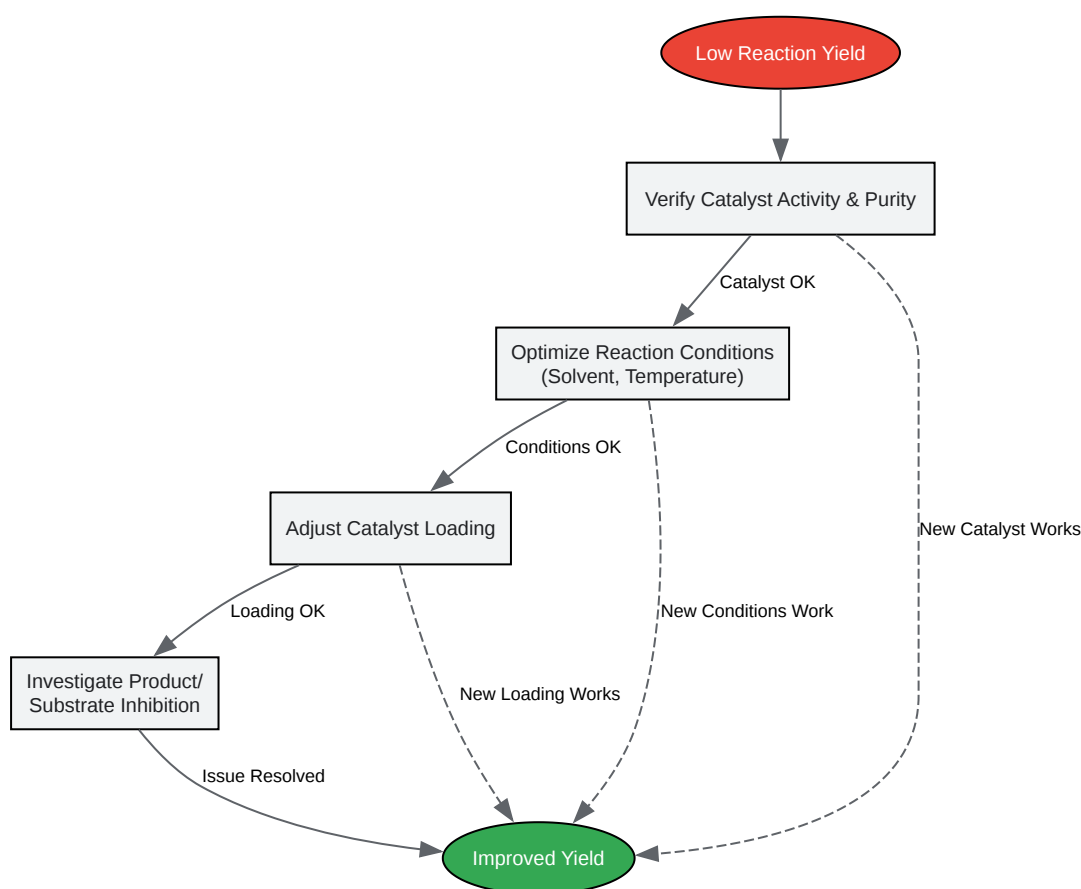 Low Reaction Yield
Verify Catalyst Activity & Purity
Catalyst OK
Optimize Reaction Conditions
(Solvent, Temperature)
Conditions OK
Adjust Catalyst Loading
New Catalyst Works
Loading OK
New Conditions Work
Investigate Product/
Substrate Inhibition
New Loading Works
Issue Resolved
Improved Yield